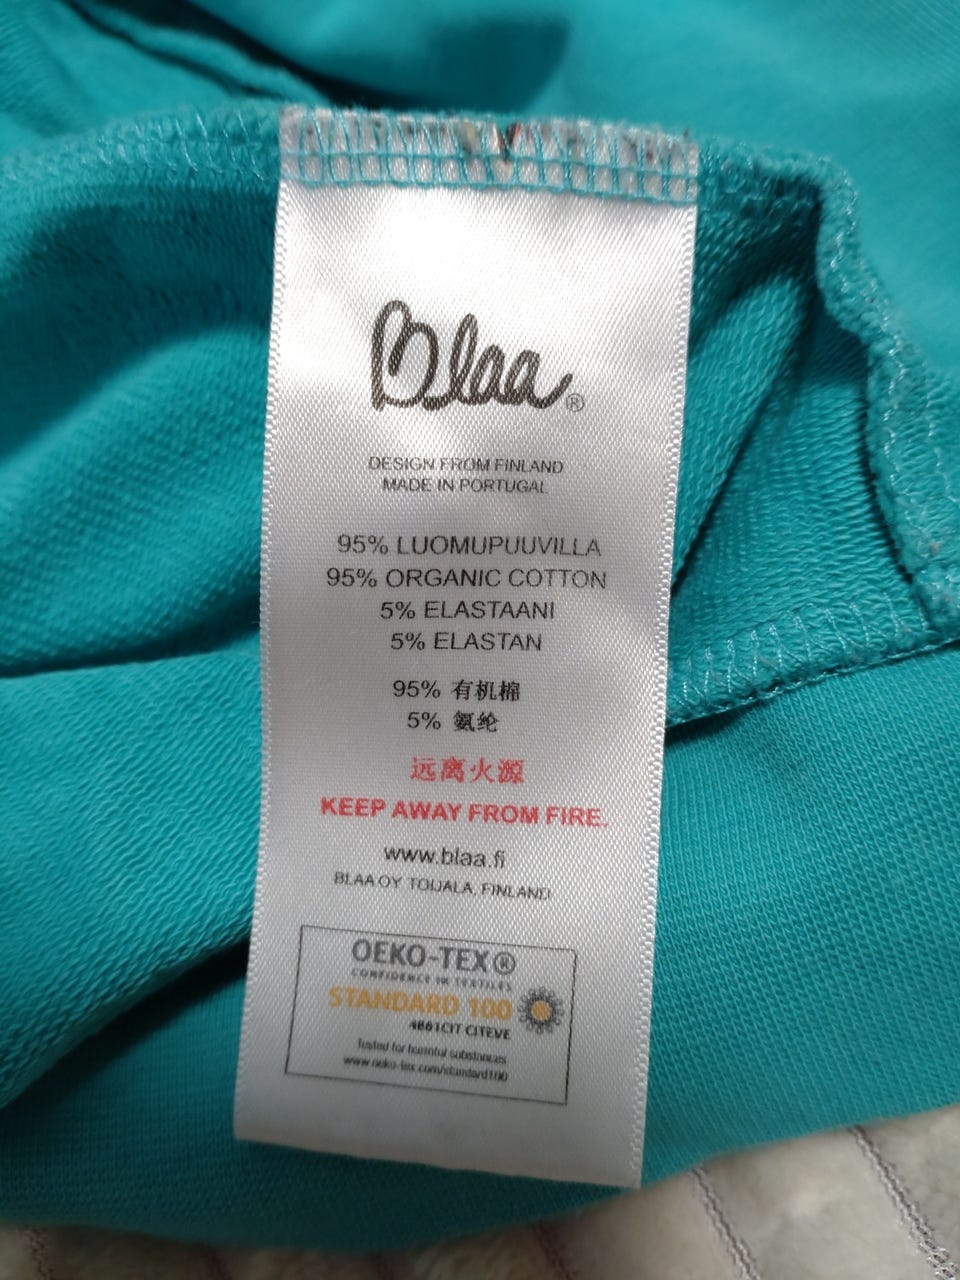 Blaa®
DESIGN FROM FINLAND
MADE IN PORTUGAL
95% LUOMUPUUVILLA
95% ORGANIC COTTON
5% ELASTAANI
5% ELASTAN
95% 有机棉
5% 氨纶
远离火源
KEEP AWAY FROM FIRE.
www.blaa.fi
BLAA OY TOIJALA, FINLAND
OEKO-TEX®
CONFIDENCE IN TEXTILES
STANDARD 100
4861CIT CITEVE
Tested for harmful substances
www.oeko-tex.com/standard100